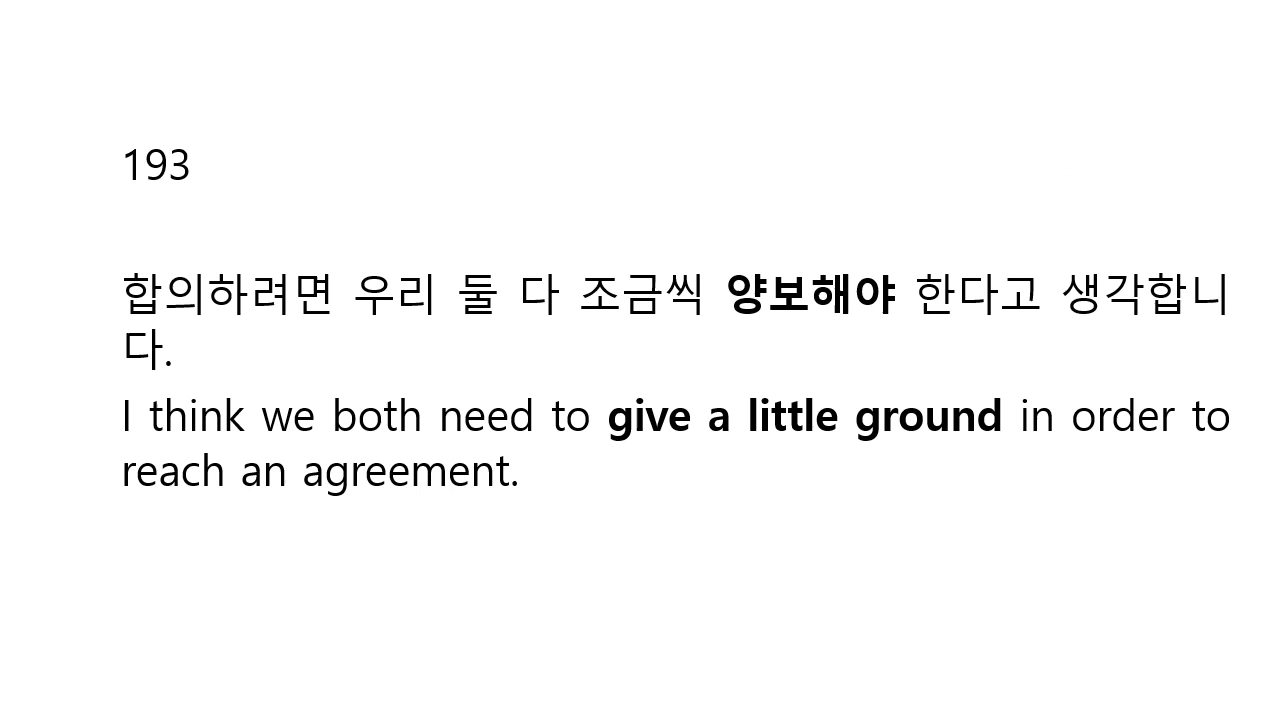 193
합의하려면 우리 둘 다 조금씩 양보해야 한다고 생각합니
다.
I think we both need to give a little ground in order to
reach an agreement.